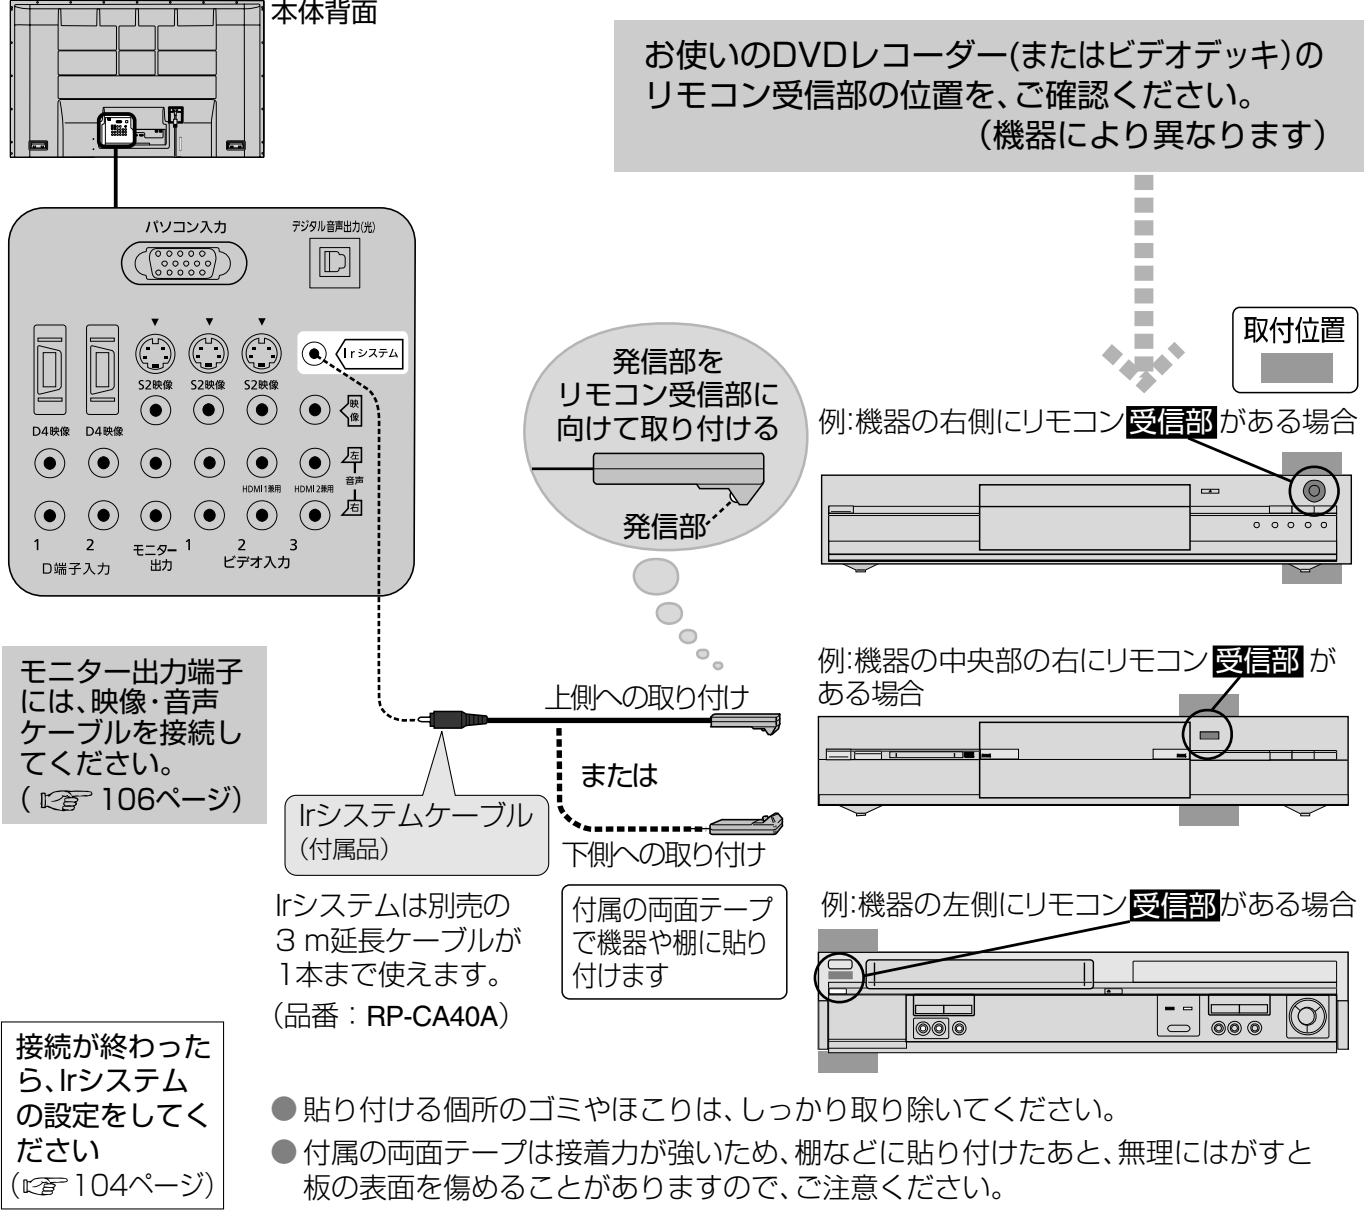 本体背面
お使いのDVDレコーダー(またはビデオデッキ)の
リモコン受信部の位置を、ご確認ください。
(機器により異なります)
パソコン入力
デジタル音声出力(光)
Irシステム
S2映像
S2映像
S2映像
映像
D4映像
D4映像
左
音声
右
HDMI1兼用
HDMI2兼用
1
2
モニター
出力
1
2
3
D端子入力
ビデオ入力
発信部を
リモコン受信部に
向けて取り付ける
発信部
取付位置
例:機器の右側にリモコン受信部がある場合
例:機器の中央部の右にリモコン受信部が
ある場合
例:機器の左側にリモコン受信部がある場合
モニター出力端子
には、映像・音声
ケーブルを接続し
てください。
(☞106ページ)
上側への取り付け
または
下側への取り付け
Irシステムケーブル
(付属品)
Irシステムは別売の
3 m延長ケーブルが
1本まで使えます。
(品番:RP-CA40A)
付属の両面テープ
で機器や棚に貼り
付けます
接続が終わった
ら、Irシステム
の設定をしてく
ださい
(☞104ページ)
●貼り付ける個所のゴミやほこりは、しっかり取り除いてください。
●付属の両面テープは接着力が強いため、棚などに貼り付けたあと、無理にはがすと
板の表面を傷めることがありますので、ご注意ください。